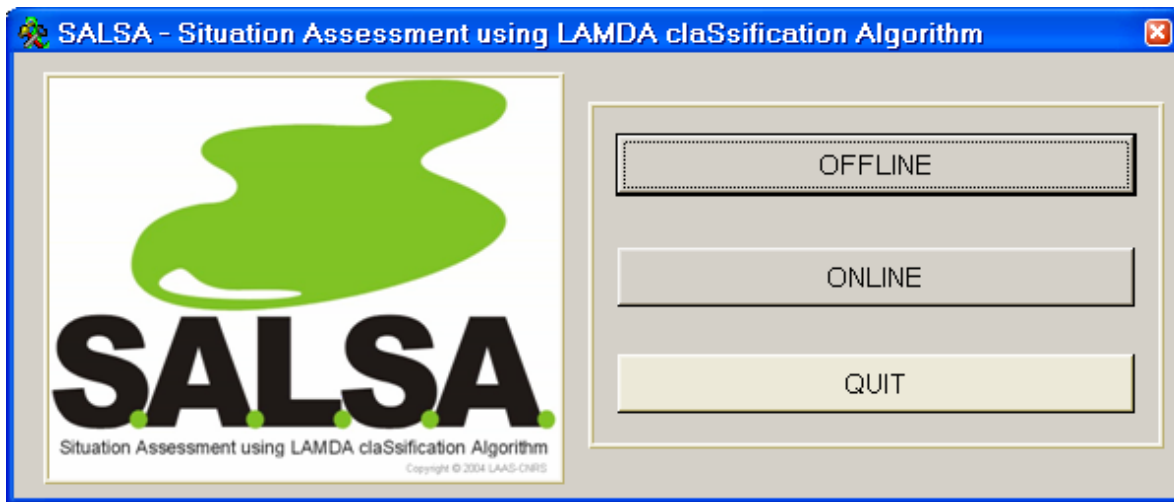 SALSA - Situation Assessment using LAMDA claSsification Algorithm
S.A.L.S.A.
Situation Assessment using LAMDA claSsification Algorithm
Copyright © 2004 LAAS-CNRS
OFFLINE
ONLINE
QUIT